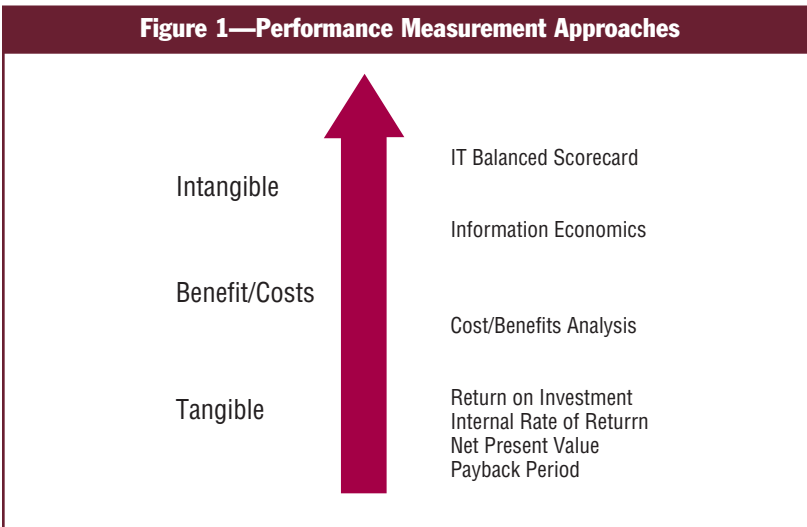 Figure 1—Performance Measurement Approaches
Intangible
Benefit/Costs
Tangible
IT Balanced Scorecard
Information Economics
Cost/Benefits Analysis
Return on Investment
Internal Rate of Returrn
Net Present Value
Payback Period